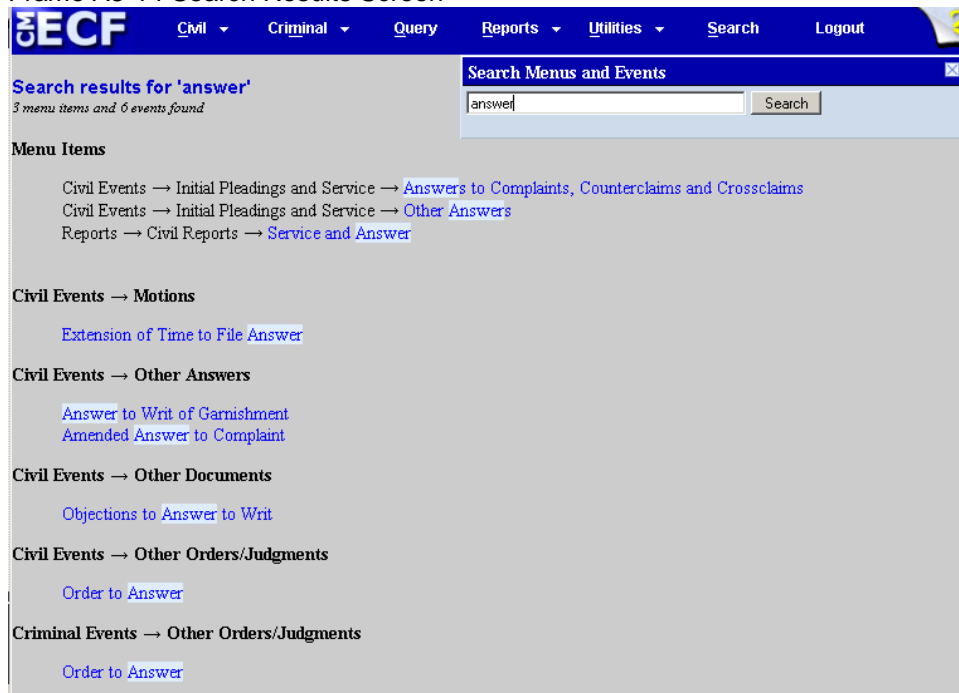 CM ECF Civil Criminal Query Reports Utilities Search Logout
Search Menus and Events
answer Search
Search results for 'answer'
3 menu items and 6 events found
Menu Items
Civil Events → Initial Pleadings and Service → Answers to Complaints, Counterclaims and Crossclaims
Civil Events → Initial Pleadings and Service → Other Answers
Reports → Civil Reports → Service and Answer
Civil Events → Motions
Extension of Time to File Answer
Civil Events → Other Answers
Answer to Writ of Garnishment
Amended Answer to Complaint
Civil Events → Other Documents
Objections to Answer to Writ
Civil Events → Other Orders/Judgments
Order to Answer
Criminal Events → Other Orders/Judgments
Order to Answer